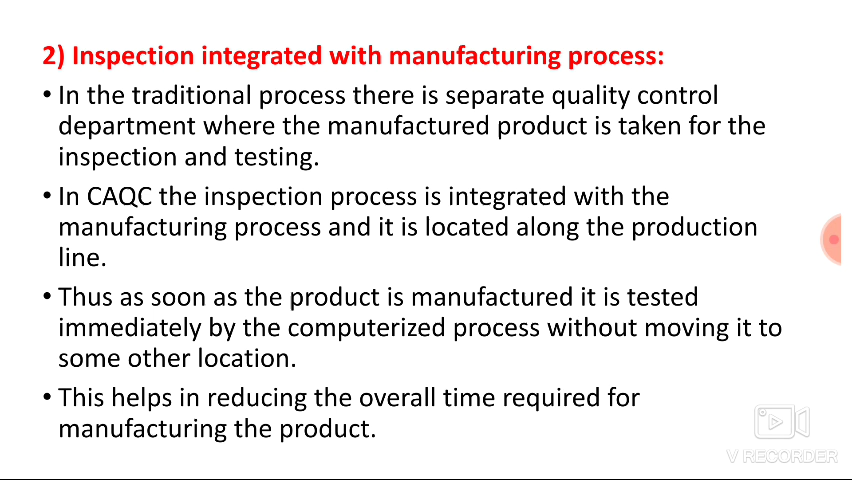 2) Inspection integrated with manufacturing process:
• In the traditional process there is separate quality control
department where the manufactured product is taken for the
inspection and testing.
• In CAQC the inspection process is integrated with the
manufacturing process and it is located along the production
line.
• Thus as soon as the product is manufactured it is tested
immediately by the computerized process without moving it to
some other location.
• This helps in reducing the overall time required for
manufacturing the product.
V RECORDER